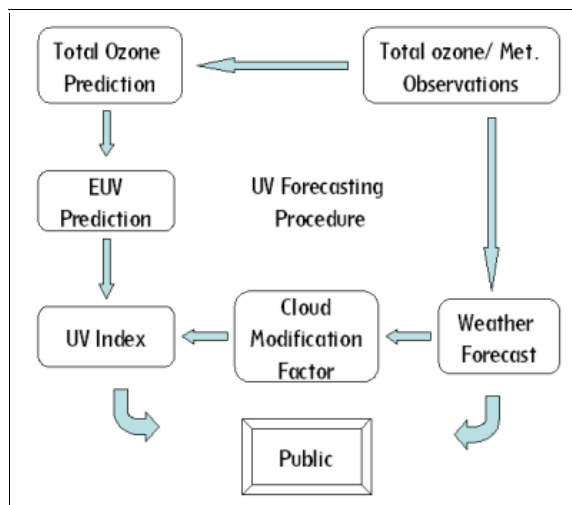 Total Ozone
Prediction
Total ozone/ Met.
Observations
EUV
Prediction
UV Forecasting
Procedure
UV Index
Cloud
Modification
Factor
Weather
Forecast
Public